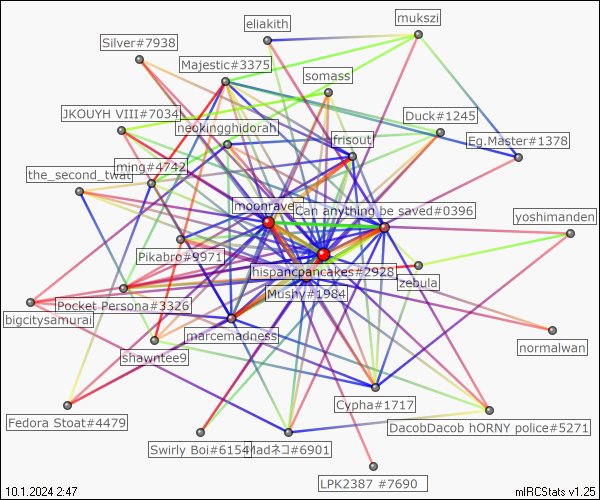 eliakith
mukszi
Silver#7938
Majestic#3375
somass
JKOUYH VIII#7034
Duck#1245
neokingghidorah
frisout
Eg.Master#1378
ming#4742
the_second_twat
moonrave
Can anything be saved#0396
yoshimanden
Pikabro#9971
hispancpancakes#2928
zebula
Mushy#1984
Pocket Persona#3326
bigcitysamurai
marcemadness
normalwan
shawntee9
Cypha#1717
Fedora Stoat#4479
DacobDacob hORNY police#5271
Swirly Boi#6154
Madネコ#6901
LPK2387 #7690
10.1.2024 2:47
mIRCStats v1.25